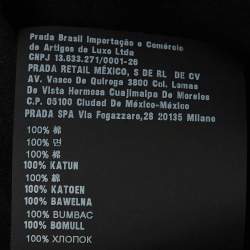 Prada Brasil Importação e Comércio
de Artigos de Luxo Ltda
CNPJ 13.633.271/0001-26
PRADA RETAIL MÉXICO, S DE RL DE CV
AV. Vasco De Quiroga 3800 Col. Lomas
De Vista Hermosa Cuajimalpa De Morelos
C.P. 05100 Ciudad De México-México
PRADA SPA Via Fogazzaro,28 20135 Milano
100% 棉
100% 면
100% KATUN
100% 綿
100% KATOEN
100% BAWEŁNA
100% BUMBAC
100% BOMULL
100% ХЛОПОК